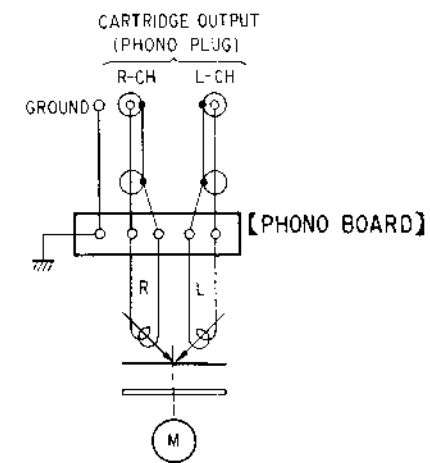 CARTRIDGE OUTPUT
(PHONO PLUG)
R-CH L-CH
GROUND
【PHONO BOARD】
R L
M